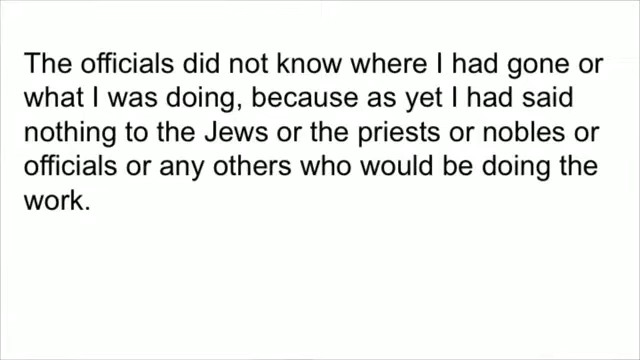 The officials did not know where I had gone or
what I was doing, because as yet I had said
nothing to the Jews or the priests or nobles or
officials or any others who would be doing the
work.